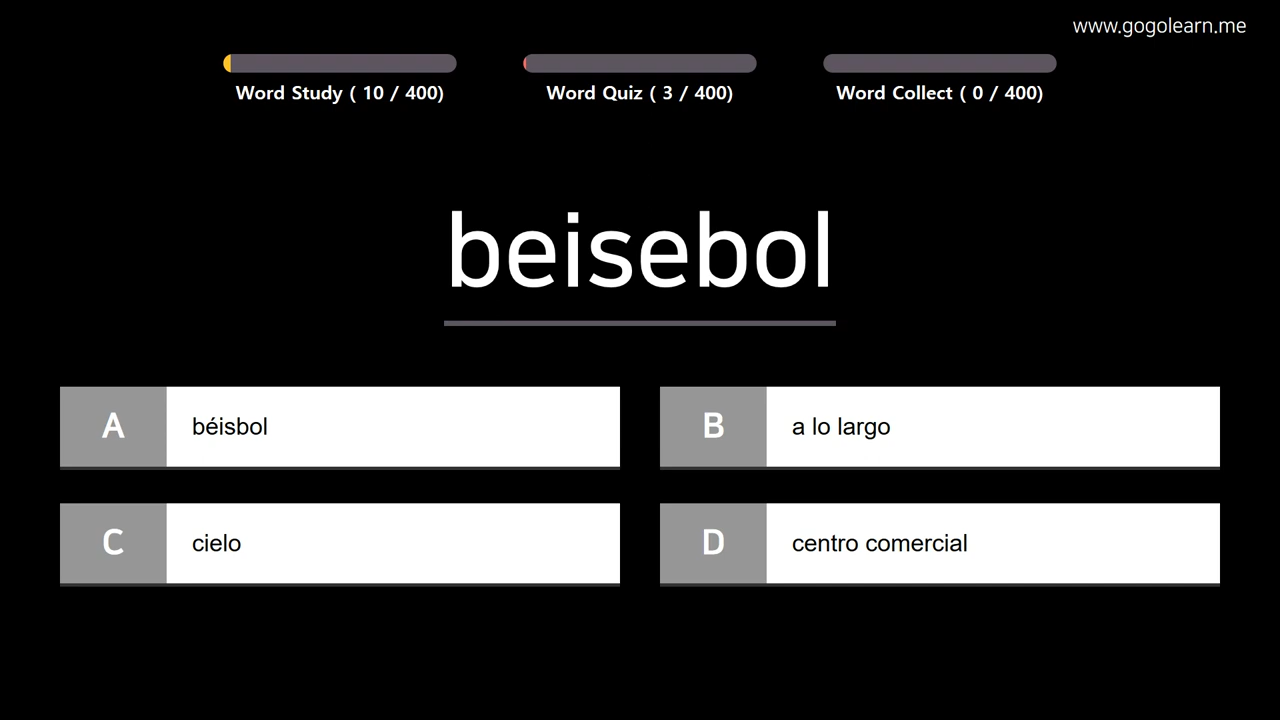 www.gogolearn.me
Word Study ( 10 / 400)
Word Quiz ( 3 / 400)
Word Collect ( 0 / 400)
beisebol
A béisbol
B a lo largo
C cielo
D centro comercial